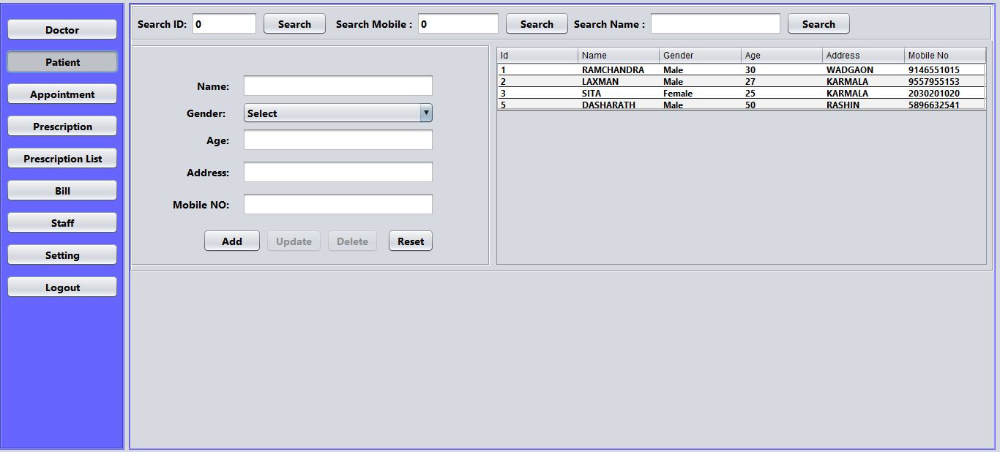 Doctor
Patient
Appointment
Prescription
Prescription List
Bill
Staff
Setting
Logout
Search ID: 0 Search Search Mobile : 0 Search Search Name : Search
Name:
Gender: Select
Age:
Address:
Mobile NO:
Add Update Delete Reset
Id Name Gender Age Address Mobile No
1 RAMCHANDRA Male 30 WADGAON 9146551015
2 LAXMAN Male 27 KARMALA 9557955153
3 SITA Female 25 KARMALA 2030201020
5 DASHARATH Male 50 RASHIN 5896632541